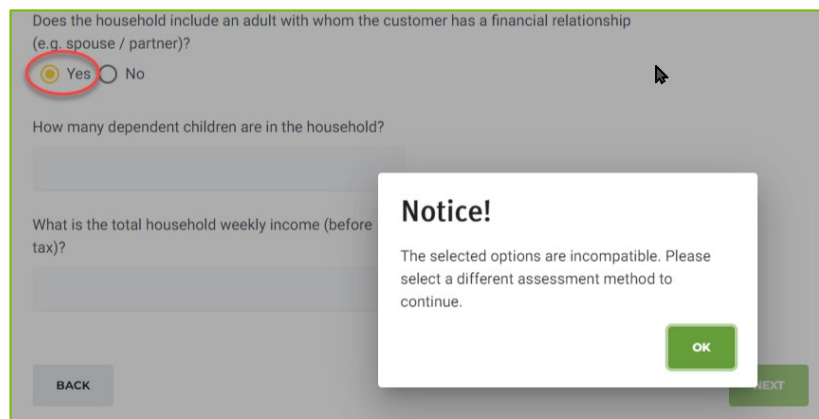 Does the household include an adult with whom the customer has a financial relationship
(e.g. spouse / partner)?
Yes No
How many dependent children are in the household?
Notice!
What is the total household weekly income (before
tax)?
The selected options are incompatible. Please
select a different assessment method to
continue.
OK
BACK
NEXT